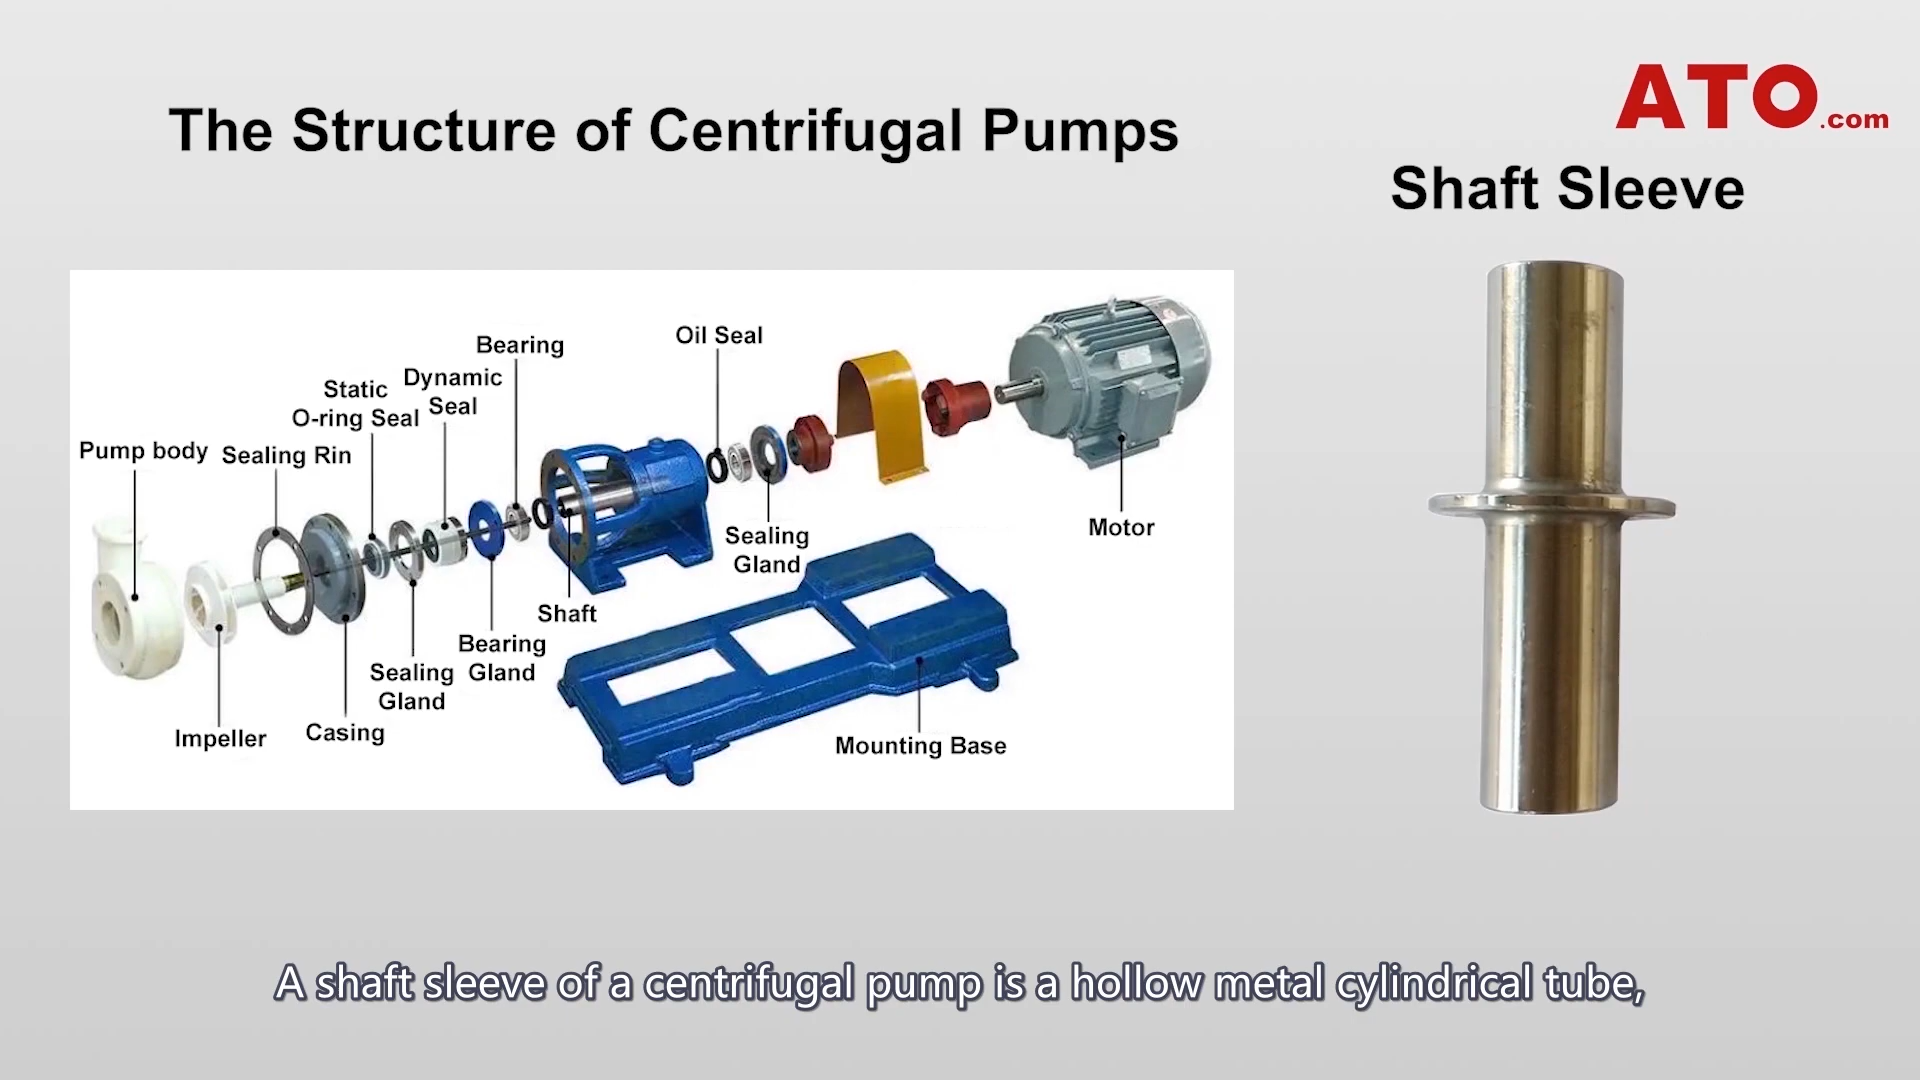 ATO.com
The Structure of Centrifugal Pumps
Shaft Sleeve
Oil Seal
Bearing
Dynamic
Seal
Static
O-ring Seal
Pump body
Sealing Rin
Motor
Sealing
Gland
Shaft
Bearing
Gland
Sealing
Gland
Casing
Impeller
Mounting Base
A shaft sleeve of a centrifugal pump is a hollow metal cylindrical tube,